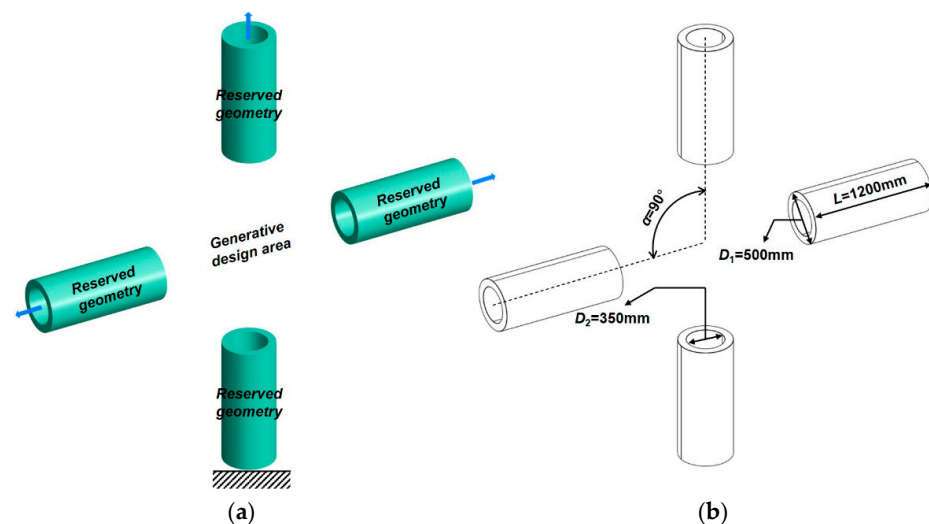 Reserved
geometry
Reserved
geometry
Generative
design area
Reserved
geometry
Reserved
geometry
(a)
α=90°
L=1200mm
D₁=500mm
D₂=350mm
(b)